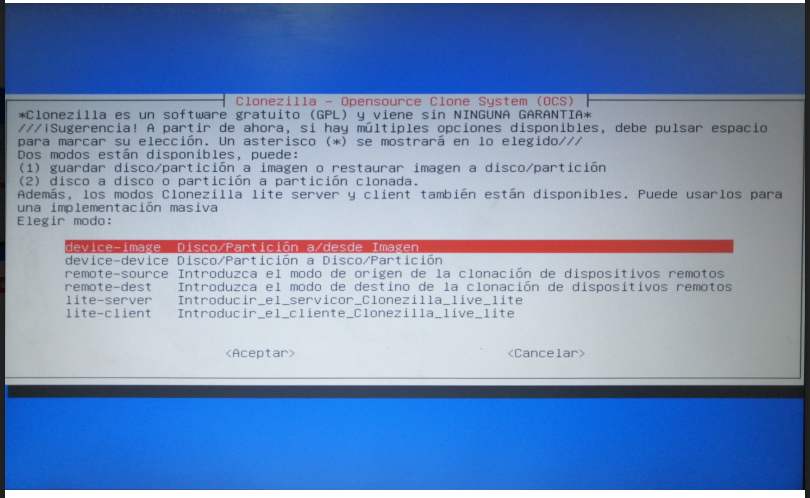 Clonezilla - Opensource Clone System (OCS)
*Clonezilla es un software gratuito (GPL) y viene sin NINGUNA GARANTIA*
///¡Sugerencia! A partir de ahora, si hay múltiples opciones disponibles, debe pulsar espacio
para marcar su elección. Un asterisco (*) se mostrará en lo elegido///
Dos modos están disponibles, puede:
(1) guardar disco/partición a imagen o restaurar imagen a disco/partición
(2) disco a disco o partición a partición clonada.
Además, los modos Clonezilla lite server y client también están disponibles. Puede usarlos para
una implementación masiva
Elegir modo:
device-image Disco/Partición a/desde Imagen
device-device Disco/Partición a Disco/Partición
remote-source Introduzca el modo de origen de la clonación de dispositivos remotos
remote-dest Introduzca el modo de destino de la clonación de dispositivos remotos
lite-server Introducir_el_servicor_Clonezilla_live_lite
lite-client Introducir_el_cliente_Clonezilla_live_lite
<Aceptar> <Cancelar>